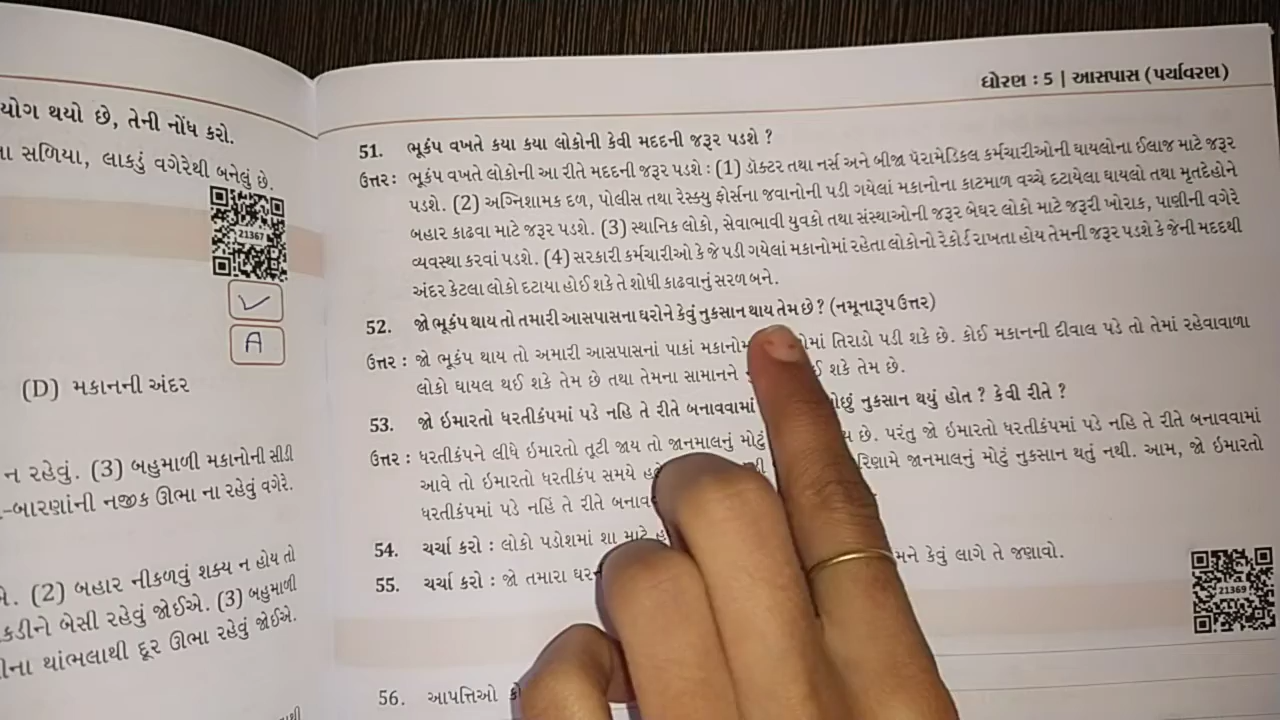 યોગ થયો છે, તેની નોંધ કરો.
ા સળિયા, લાકડું વગેરેથી બનેલું છે.
21367
A
(D) મકાનની અંદર
ન રહેવું. (3) બહુમાળી મકાનોની સીડી
-બારણાંની નજીક ઊભા ના રહેવું વગેરે.
(2) બહાર નીકળવું શક્ય ન હોય તો
કડીને બેસી રહેવું જોઈએ. (3) બહુમાળી
ના થાંભલાથી દૂર ઊભા રહેવું જોઈએ.
ધોરણ : 5 | આસપાસ (પર્યાવરણ)
51. ભૂકંપ વખતે કયા કયા લોકોની કેવી મદદની જરૂર પડશે ?
ઉત્તર : ભૂકંપ વખતે લોકોની આ રીતે મદદની જરૂર પડશે : (1) ડૉક્ટર તથા નર્સ અને બીજા પૅરામેડિકલ કર્મચારીઓની ઘાયલોના ઈલાજ માટે જરૂર
પડશે. (2) અગ્નિશામક દળ, પોલીસ તથા રેસ્ક્યુ ફોર્સના જવાનોની પડી ગયેલાં મકાનોના કાટમાળ વચ્ચે દટાયેલા ઘાયલો તથા મૃતદેહોને
બહાર કાઢવા માટે જરૂર પડશે. (3) સ્થાનિક લોકો, સેવાભાવી યુવકો તથા સંસ્થાઓની જરૂર બેઘર લોકો માટે જરૂરી ખોરાક, પાણીની વગેરે
વ્યવસ્થા કરવાં પડશે. (4) સરકારી કર્મચારીઓ કે જે પડી ગયેલાં મકાનોમાં રહેતા લોકોનો રેકોર્ડ રાખતા હોય તેમની જરૂર પડશે કે જેની મદદથી
અંદર કેટલા લોકો દટાયા હોઈ શકે તે શોધી કાઢવાનું સરળ બને.
52. જો ભૂકંપ થાય તો તમારી આસપાસના ઘરોને કેવું નુકસાન થાય તેમ છે ? (નમૂનારૂપ ઉત્તર)
ઉત્તર : જો ભૂકંપ થાય તો અમારી આસપાસનાં પાકાં તિરાડો પડી શકે છે. કોઈ મકાનની દીવાલ પડે તો તેમાં રહેવાવાળા
લોકો ઘાયલ થઈ શકે તેમ છે તથા તેમના સામાનને શકે તેમ છે.
53. જો ઇમારતો ધરતીકંપમાં પડે નહિ તે રીતે બનાવવામાં નુકસાન થયું હોત ? કેવી રીતે ?
ઉત્તર : ધરતીકંપને લીધે ઇમારતો તૂટી જાય તો જાનમાલનું મોટું છે. પરંતુ જો ઇમારતો ધરતીકંપમાં પડે નહિ તે રીતે બનાવવામાં
આવે તો ઇમારતો ધરતીકંપ સમયે જાનમાલનું મોટું નુકસાન થતું નથી. આમ, જો ઇમારતો
ધરતીકંપમાં પડે નહિં તે રીતે
54. ચર્ચા કરો : લોકો પડોશમાં શા માટે
55. ચર્ચા કરો : જો તમારા કેવું લાગે તે જણાવો.
21369
56. આપત્તિઓ